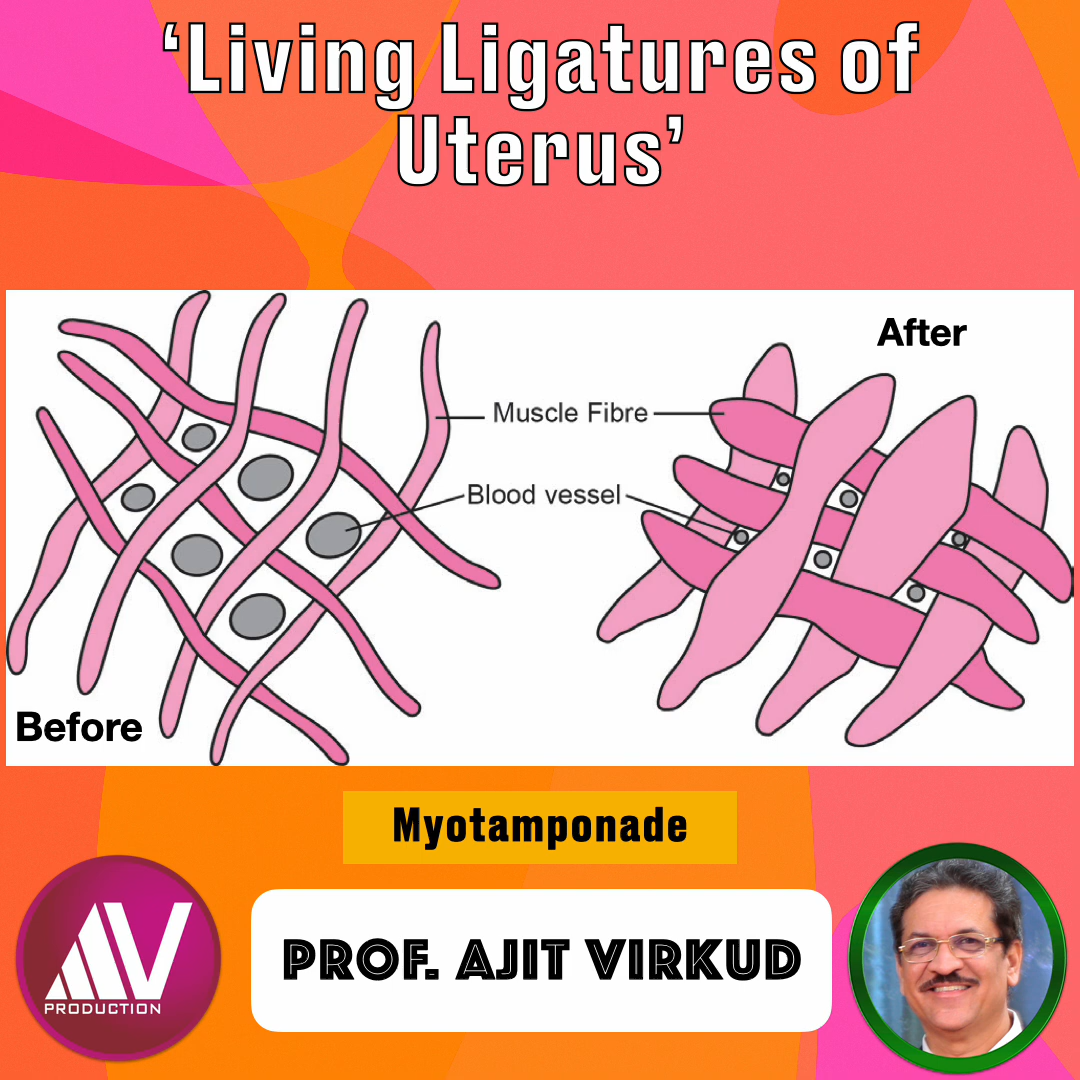 ‘Living Ligatures of
Uterus’
After
Muscle Fibre
Blood vessel
Before
Myotamponade
PROF. AJIT VIRKUD
AV
PRODUCTION